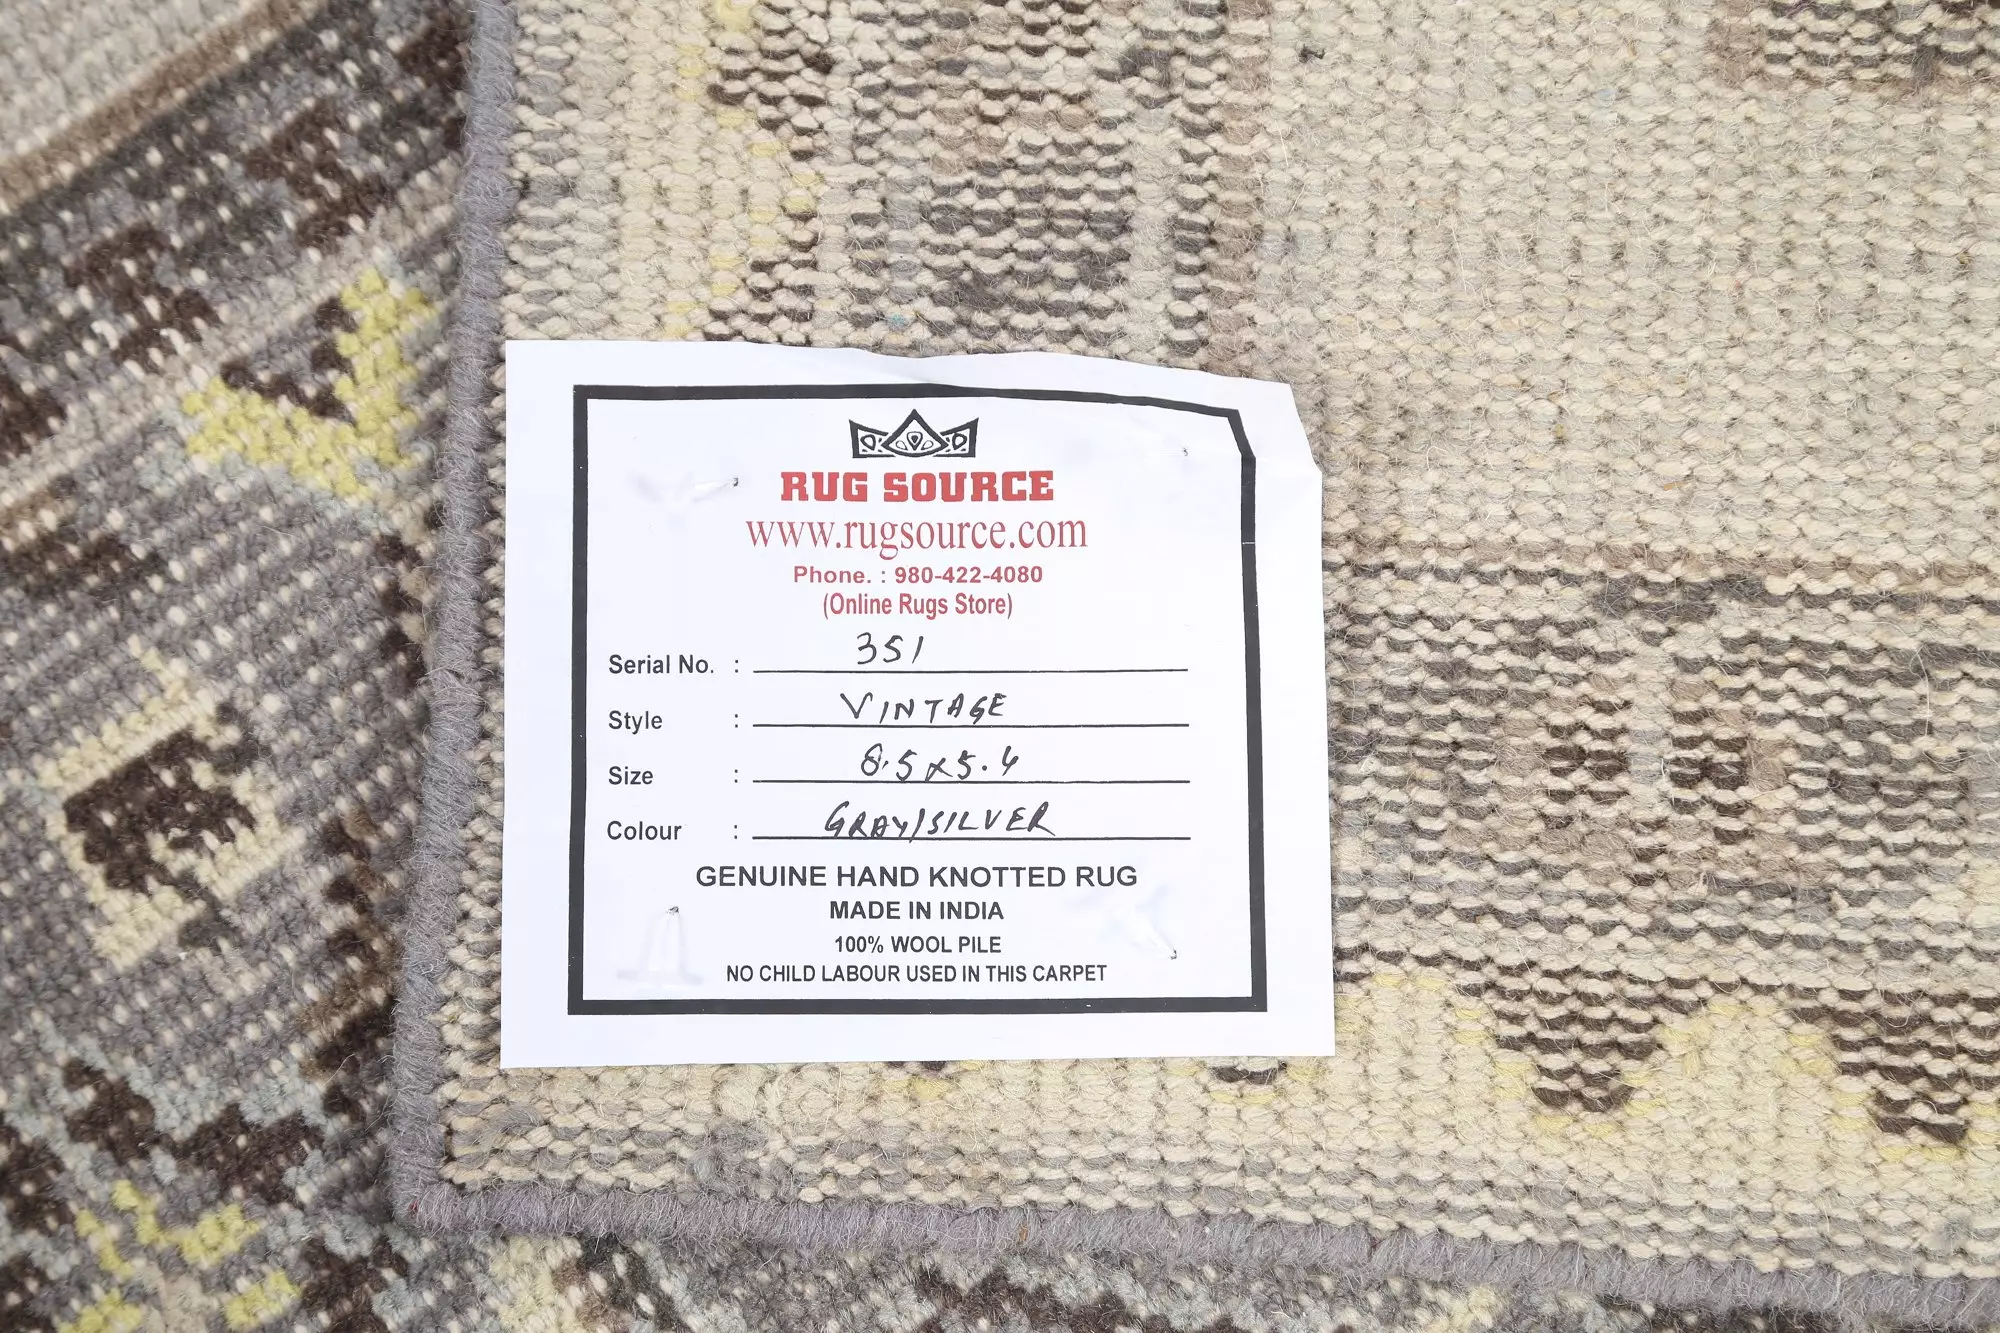 RUG SOURCE
www.rugsource.com
Phone. : 980-422-4080
(Online Rugs Store)
Serial No. : 351
Style : VINTAGE
Size : 8.5x5.4
Colour : GRAY/SILVER
GENUINE HAND KNOTTED RUG
MADE IN INDIA
100% WOOL PILE
NO CHILD LABOUR USED IN THIS CARPET